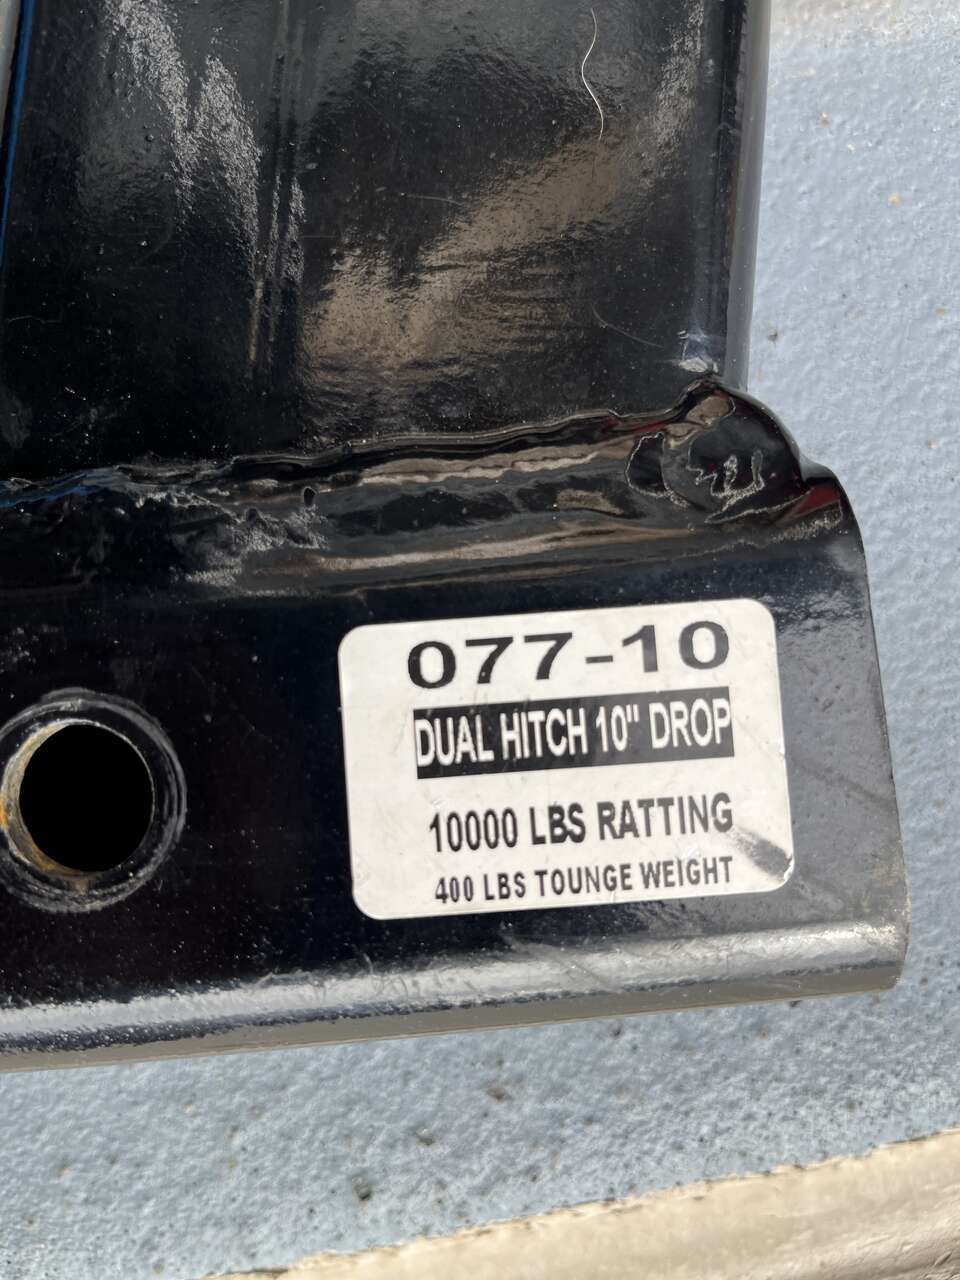 077-10
DUAL HITCH 10" DROP
10000 LBS RATTING
400 LBS TOUNGE WEIGHT